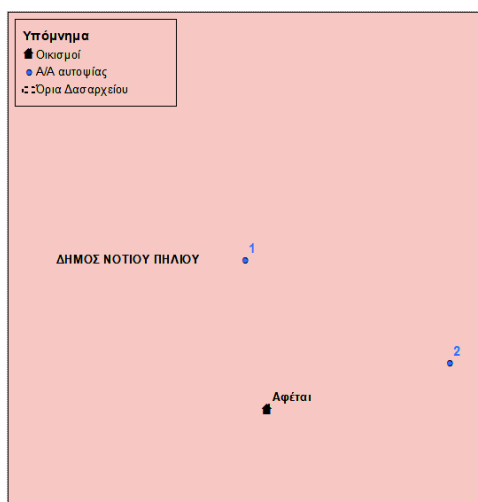 Υπόμνημα
Οικισμοί
Α/Α αυτοψίας
Όρια Δασαρχείου
1
ΔΗΜΟΣ ΝΟΤΙΟΥ ΠΗΛΙΟΥ
2
Αφέται